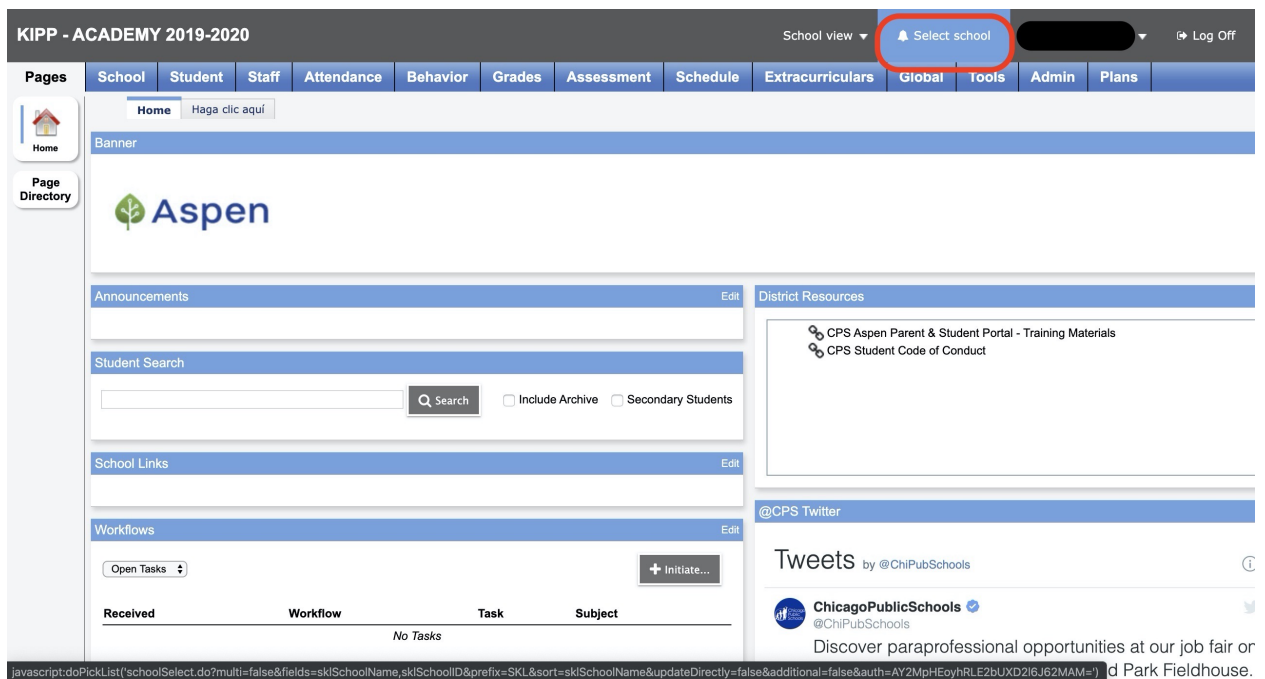 KIPP - ACADEMY 2019-2020
School view
Select school
Log Off
Pages
School
Student
Staff
Attendance
Behavior
Grades
Assessment
Schedule
Extracurriculars
Global
Tools
Admin
Plans
Home
Page
Directory
Home
Haga clic aquí
Banner
Aspen
Announcements
Edit
Student Search
Search
Include Archive
Secondary Students
School Links
Edit
Workflows
Edit
Open Tasks
Initiate...
Received
Workflow
Task
Subject
No Tasks
District Resources
CPS Aspen Parent & Student Portal - Training Materials
CPS Student Code of Conduct
@CPS Twitter
Tweets by @ChiPubSchools
ChicagoPublicSchools
@ChiPubSchools
Discover paraprofessional opportunities at our job fair on
d Park Fieldhouse.
javascript:doPickList('schoolSelect.do?multi=false&fields=sklSchoolName,sklSchoolID&prefix=SKL&sort=sklSchoolName&updateDirectly=false&additional=false&auth=AY2MpHEoyhRLE2bUXD2l6J62MAM=')